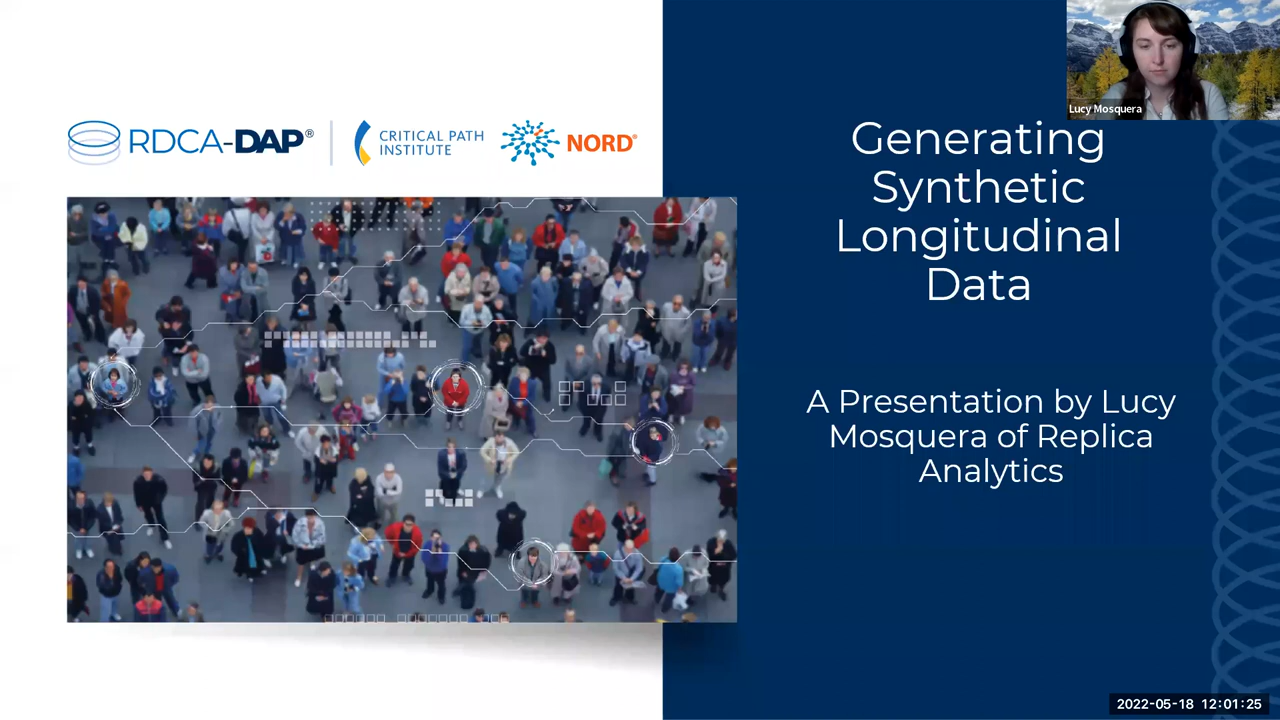 RDCA-DAP®
CRITICAL PATH
INSTITUTE
NORD®
Lucy Mosquera
Generating
Synthetic
Longitudinal
Data
A Presentation by Lucy
Mosquera of Replica
Analytics
2022-05-18 12:01:25